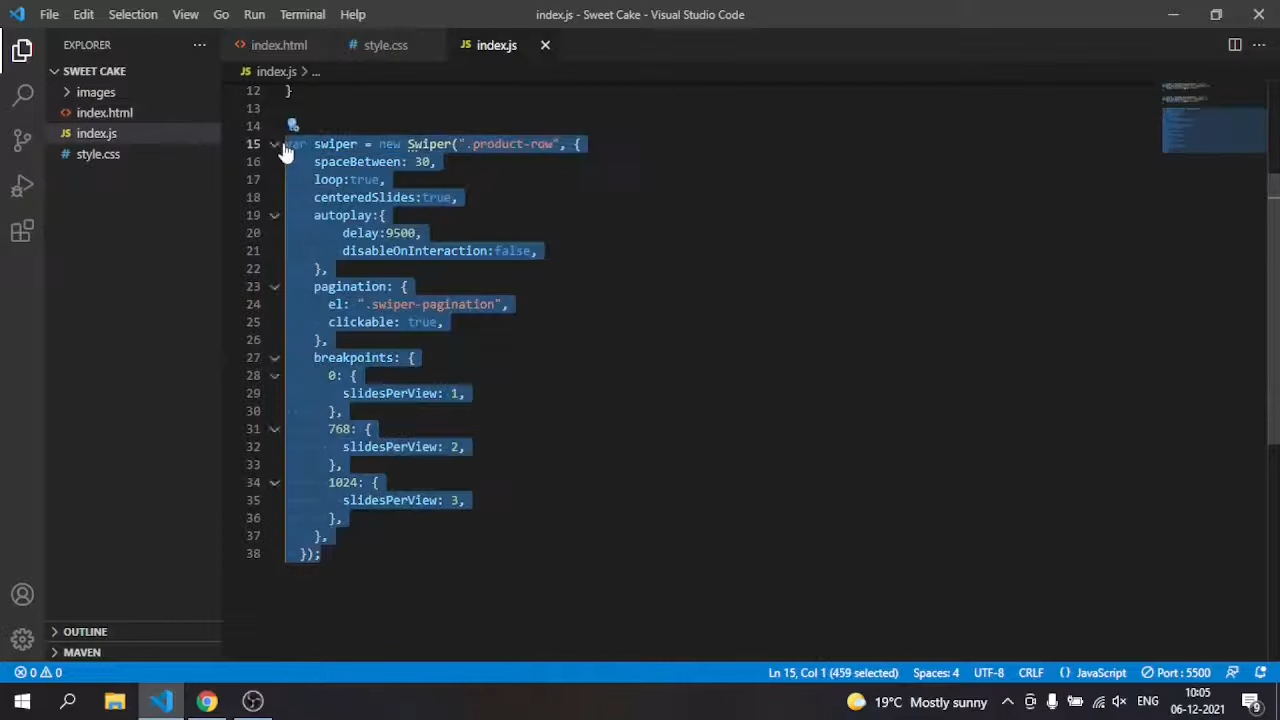 File Edit Selection View Go Run Terminal Help
index.js - Sweet Cake - Visual Studio Code
EXPLORER
index.html
style.css
index.js
SWEET CAKE
images
index.html
index.js
style.css
OUTLINE
MAVEN
index.js > ...
12 }
13
14
15 var swiper = new Swiper(".product-row", {
16 spaceBetween: 30,
17 loop:true,
18 centeredSlides:true,
19 autoplay:{
20 delay:9500,
21 disableOnInteraction:false,
22 },
23 pagination: {
24 el: ".swiper-pagination",
25 clickable: true,
26 },
27 breakpoints: {
28 0: {
29 slidesPerView: 1,
30 },
31 768: {
32 slidesPerView: 2,
33 },
34 1024: {
35 slidesPerView: 3,
36 },
37 },
38 });
0 0 Ln 15, Col 1 (459 selected) Spaces: 4 UTF-8 CRLF {} JavaScript Port : 5500
19°C Mostly sunny ENG
10:05
06-12-2021
9